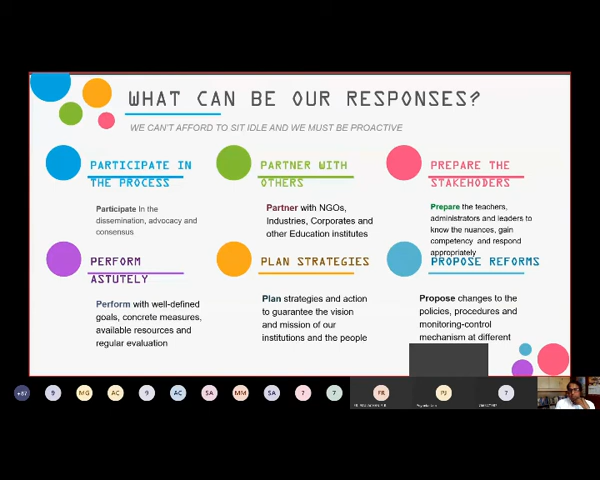 WHAT CAN BE OUR RESPONSES?
WE CAN'T AFFORD TO SIT IDLE AND WE MUST BE PROACTIVE
PARTICIPATE IN
THE PROCESS
Participate In the
dissemination, advocacy and
consensus
PARTNER WITH
OTHERS
Partner with NGOs,
Industries, Corporates and
other Education institutes
PREPARE THE
STAKEHODERS
Prepare the teachers,
administrators and leaders to
know the nuances, gain
competency and respond
appropriately
PERFORM
ASTUTELY
Perform with well-defined
goals, concrete measures,
available resources and
regular evaluation
PLAN STRATEGIES
Plan strategies and action
to guarantee the vision
and mission of our
institutions and the people
PROPOSE REFORMS
Propose changes to the
policies, procedures and
monitoring-control
mechanism at different
+67 9 MG AC 9 AC SA MM SA 7 7 FR PJ 7